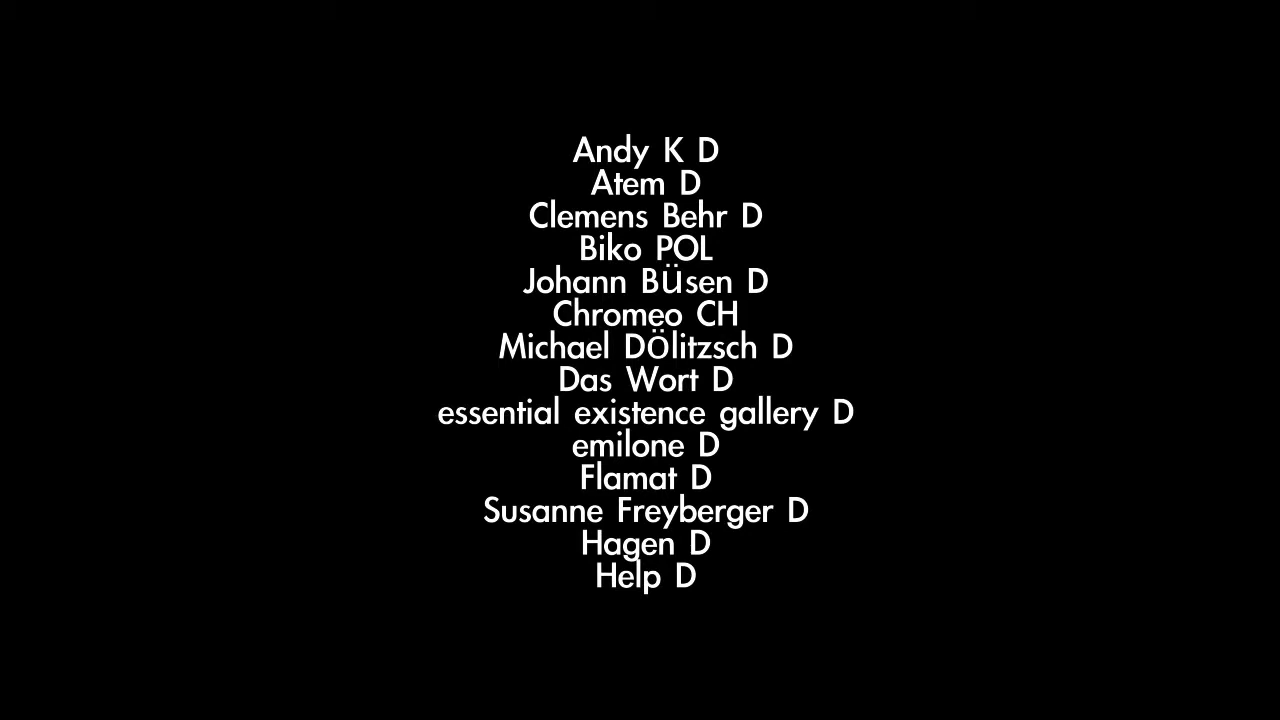 Andy K D
Atem D
Clemens Behr D
Biko POL
Johann Büsen D
Chromeo CH
Michael Dölitzsch D
Das Wort D
essential existence gallery D
emilone D
Flamat D
Susanne Freyberger D
Hagen D
Help D